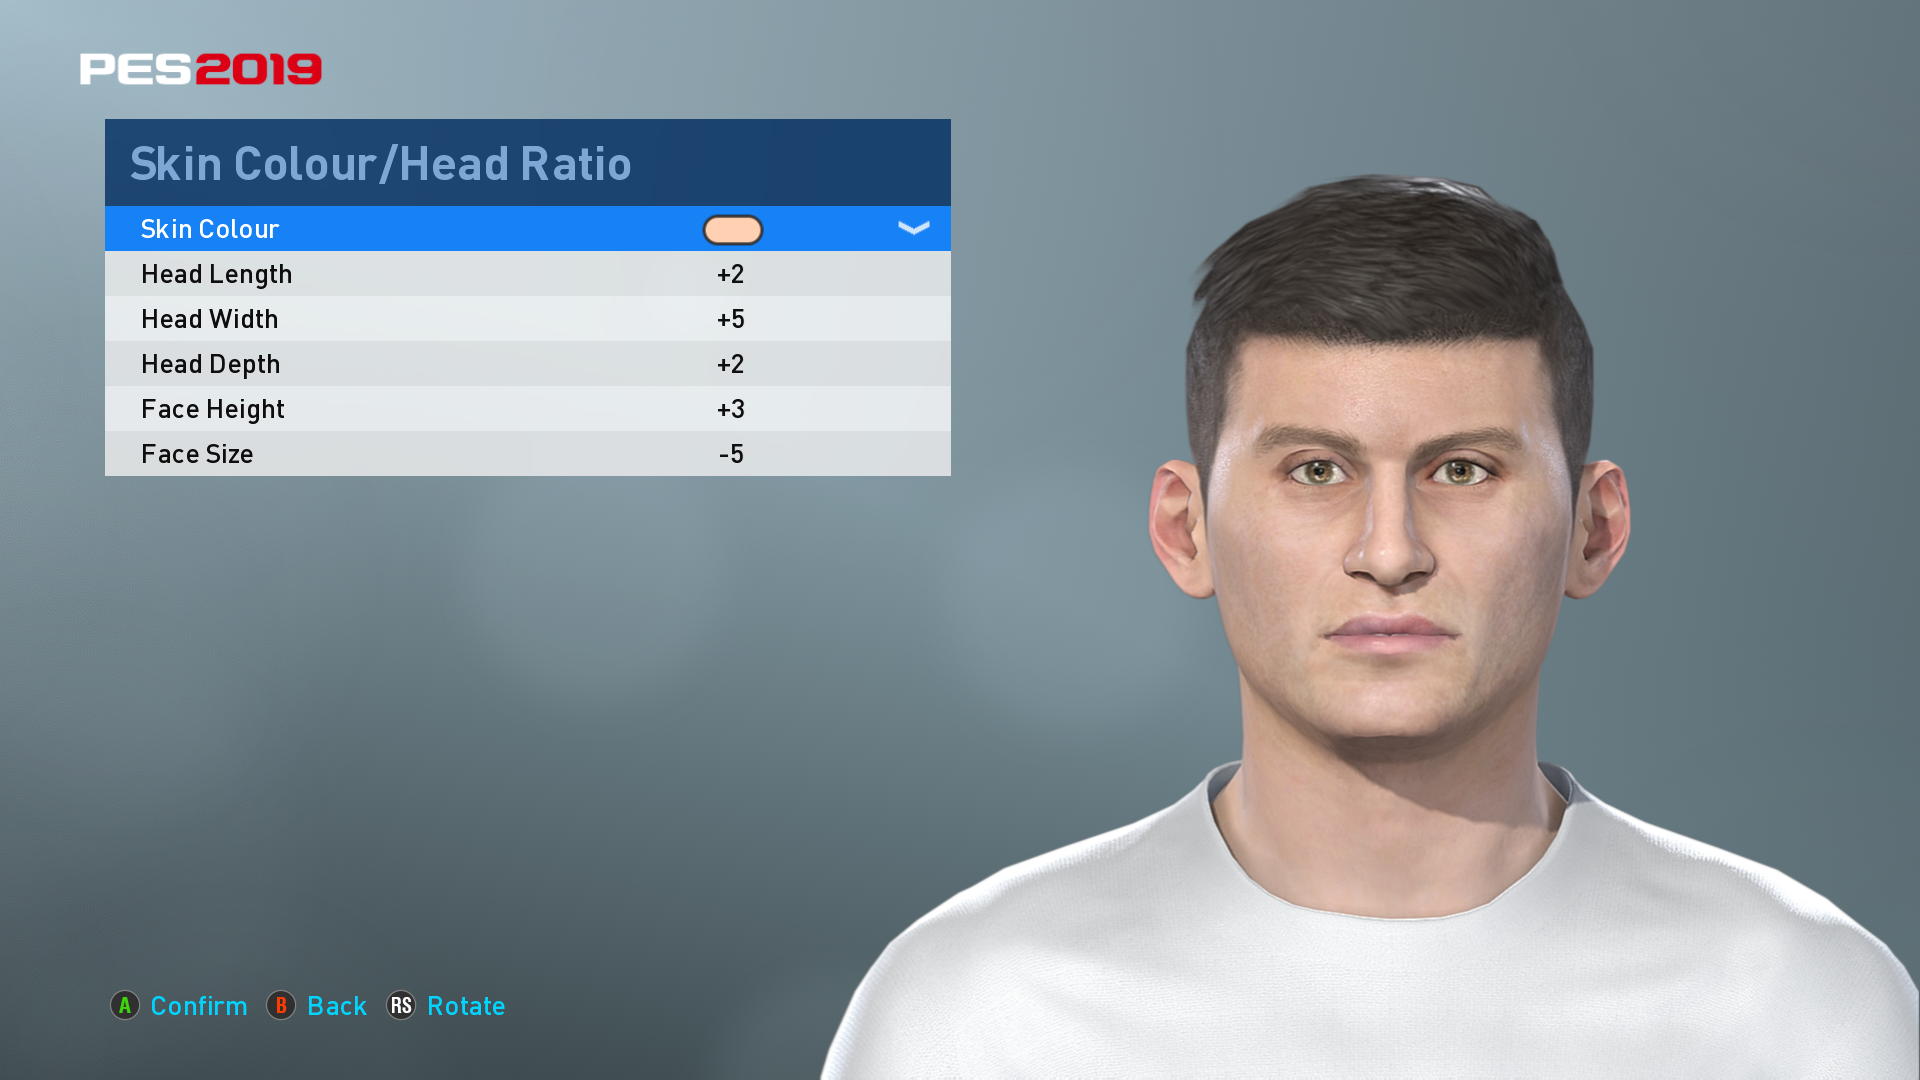 PES2019
Skin Colour/Head Ratio
Skin Colour
Head Length +2
Head Width +5
Head Depth +2
Face Height +3
Face Size -5
A Confirm B Back RS Rotate